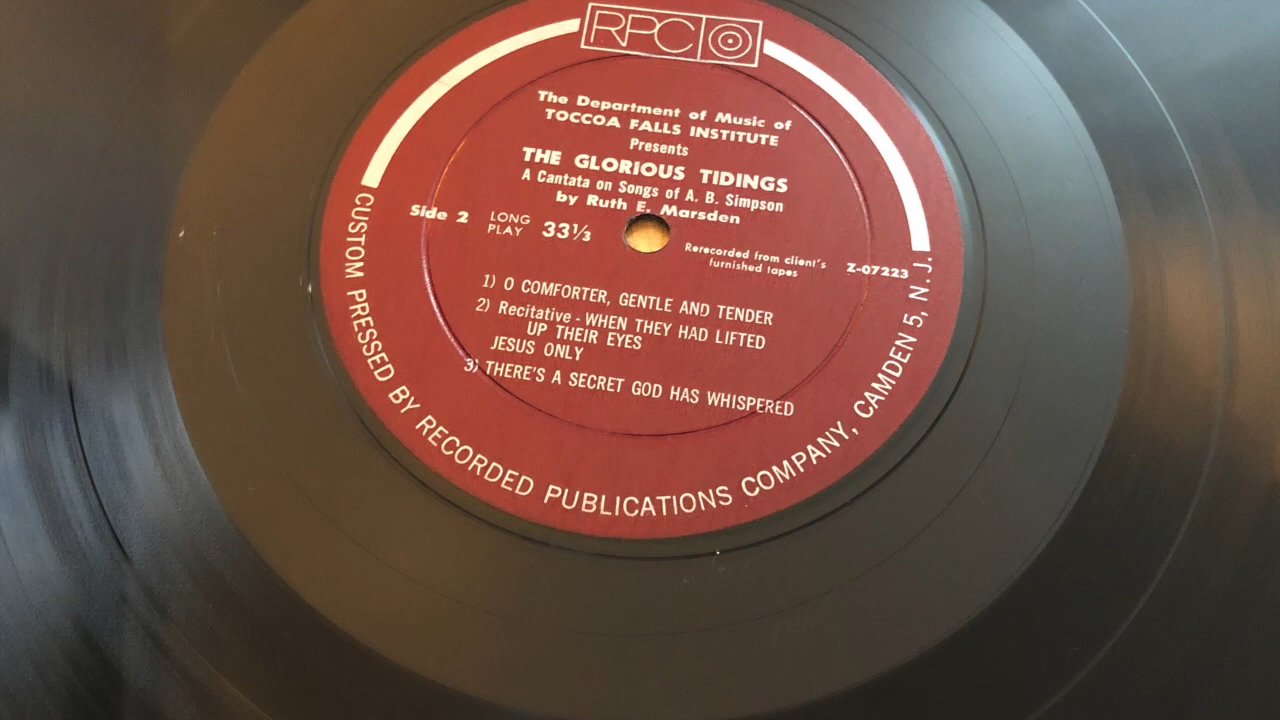 RPC
The Department of Music of
TOCCOA FALLS INSTITUTE
Presents
THE GLORIOUS TIDINGS
A Cantata on Songs of A. B. Simpson
by Ruth E. Marsden
Side 2
LONG
PLAY
33⅓
Rerecorded from client's
furnished tapes
Z-07223
1) O COMFORTER, GENTLE AND TENDER
2) Recitative - WHEN THEY HAD LIFTED
UP THEIR EYES
JESUS ONLY
3) THERE'S A SECRET GOD HAS WHISPERED
CUSTOM PRESSED BY RECORDED PUBLICATIONS COMPANY, CAMDEN 5, N. J.